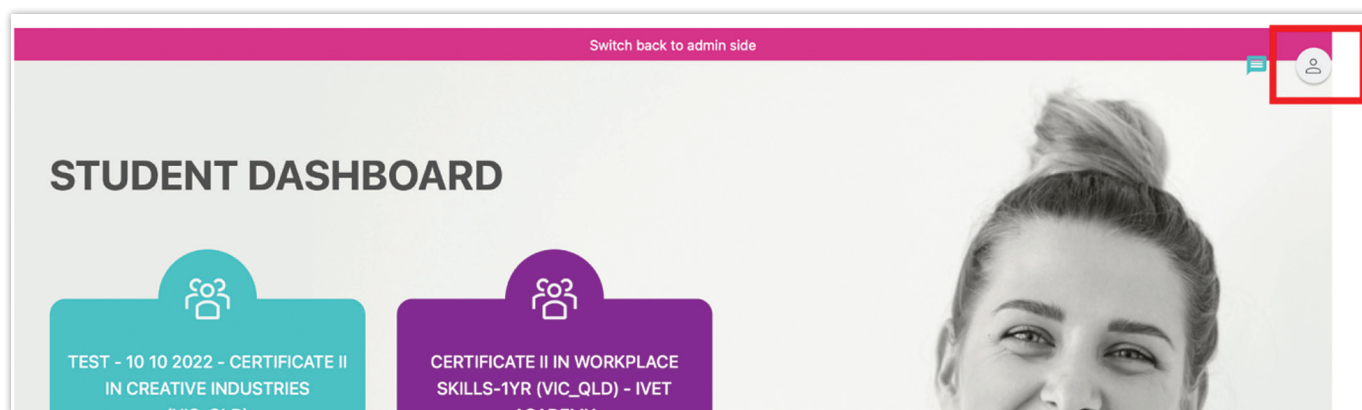 Switch back to admin side
STUDENT DASHBOARD
TEST - 10 10 2022 - CERTIFICATE II
IN CREATIVE INDUSTRIES
CERTIFICATE II IN WORKPLACE
SKILLS-1YR (VIC_QLD) - IVET